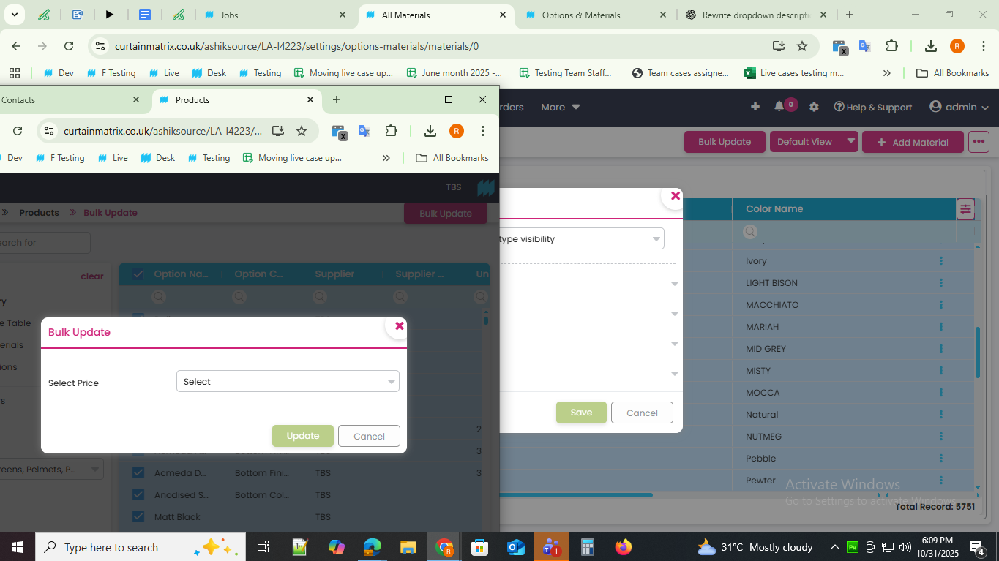 Jobs
All Materials
Options & Materials
Rewrite dropdown descripti
curtainmatrix.co.uk/ashiksource/LA-I4223/settings/options-materials/materials/0
R
Dev
F Testing
Live
Desk
Testing
Moving live case up...
June month 2025 -...
Testing Team Staff...
Team cases assigne...
Live cases testing m...
All Bookmarks
Contacts
Products
rders
More
0
Help & Support
admin
curtainmatrix.co.uk/ashiksource/LA-I4223/...
R
Bulk Update
Default View
Add Material
Dev
F Testing
Live
Desk
Testing
Moving live case up...
All Bookmarks
TBS
Products
Bulk Update
Bulk Update
Color Name
earch for
type visibility
clear
Option Na...
Option C...
Supplier
Supplier ...
Un
ry
e Table
erials
ions
rs
reens, Pelmets, P...
Bulk Update
Select Price
Select
Update
Cancel
2
3
Acmeda D...
Bottom Fini...
TBS
3
Anodised S...
Bottom Col...
TBS
Matt Black
TBS
Save
Cancel
Ivory
LIGHT BISON
MACCHIATO
MARIAH
MID GREY
MISTY
MOCCA
Natural
NUTMEG
Pebble
Pewter
Activate Windows
Go to Settings to activate Windows.
Total Record: 5751
Type here to search
1
31°C Mostly cloudy
6:09 PM
10/31/2025
4